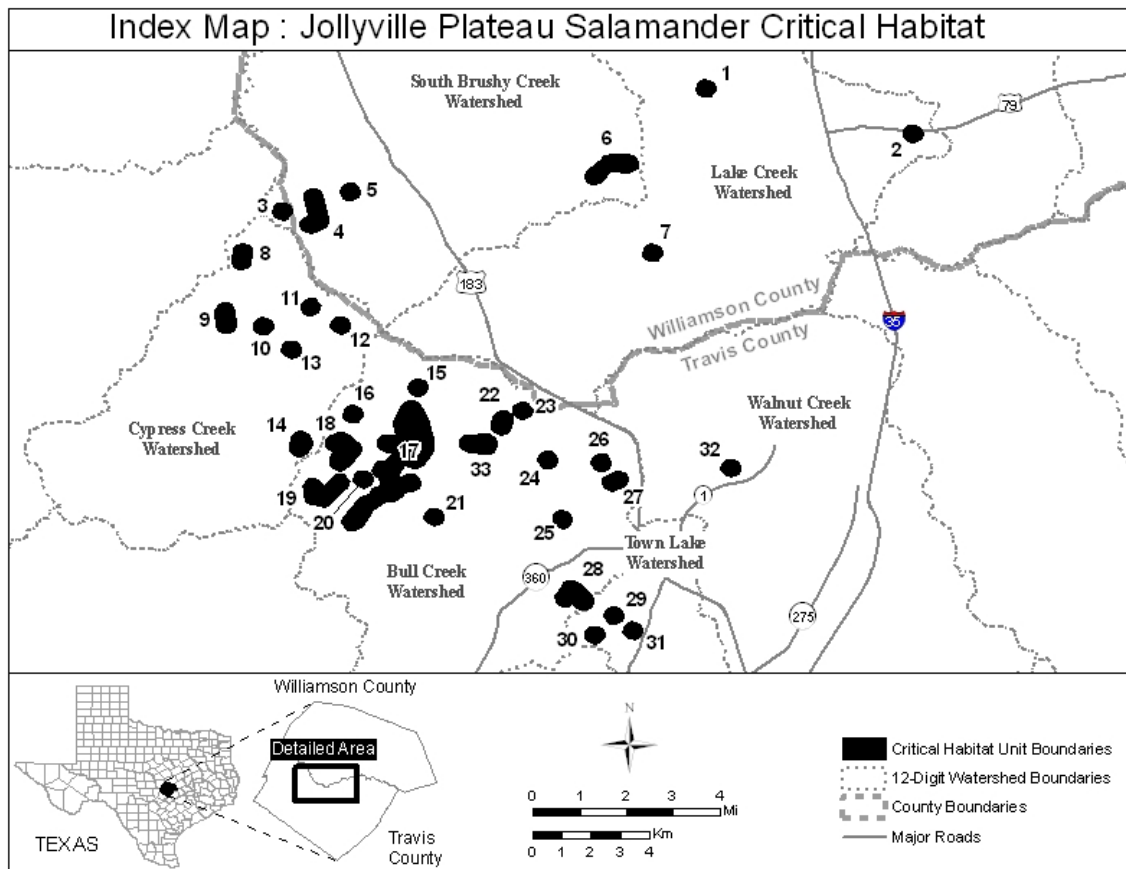 Index Map : Jollyville Plateau Salamander Critical Habitat
South Brushy Creek
Watershed
1
79
2
6
Lake Creek
Watershed
5
3
4
7
8
183
Williamson County
Travis County
35
9
10
11
12
13
15
16
22
23
Walnut Creek
Watershed
Cypress Creek
Watershed
14
18
17
33
24
26
27
32
1
19
20
21
25
Town Lake
Watershed
Bull Creek
Watershed
360
28
29
30
31
275
Williamson County
Detailed Area
TEXAS
Travis
County
N
0 1 2 3 4
Mi
Km
0 1 2 3 4
Critical Habitat Unit Boundaries
12-Digit Watershed Boundaries
County Boundaries
Major Roads